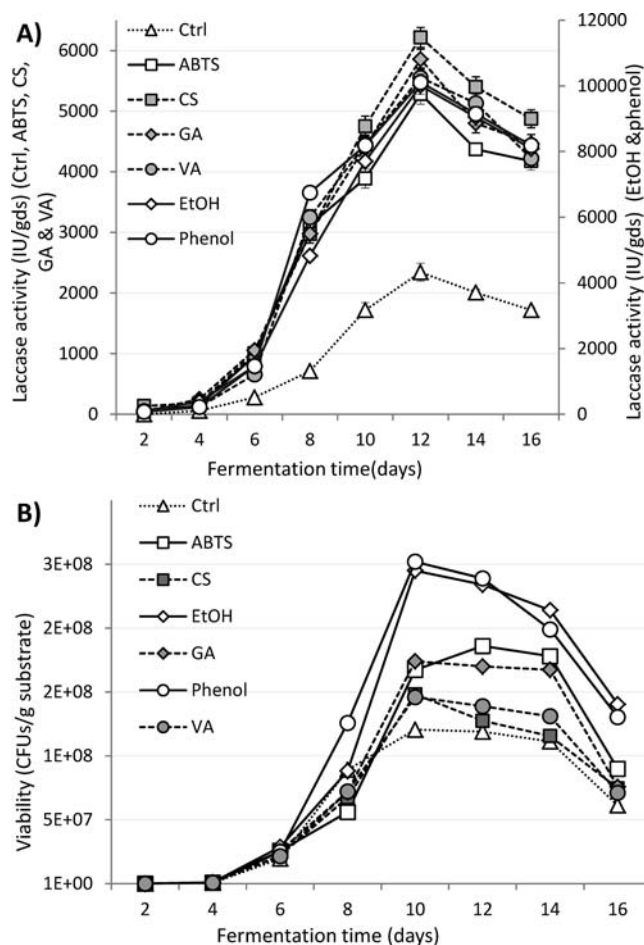 A)
Laccase activity (IU/gds) (Ctrl, ABTS, CS,
GA & VA)
6000
5000
4000
3000
2000
1000
0
Ctrl
ABTS
CS
GA
VA
EtOH
Phenol
12000
10000
8000
6000
4000
2000
0
Laccase activity (IU/gds) (EtOH &phenol)
2 4 6 8 10 12 14 16
Fermentation time(days)
B)
Viability (CFUs/g substrate)
3E+08
2E+08
2E+08
1E+08
5E+07
1E+00
Ctrl
ABTS
CS
EtOH
GA
Phenol
VA
2 4 6 8 10 12 14 16
Fermentation time (days)